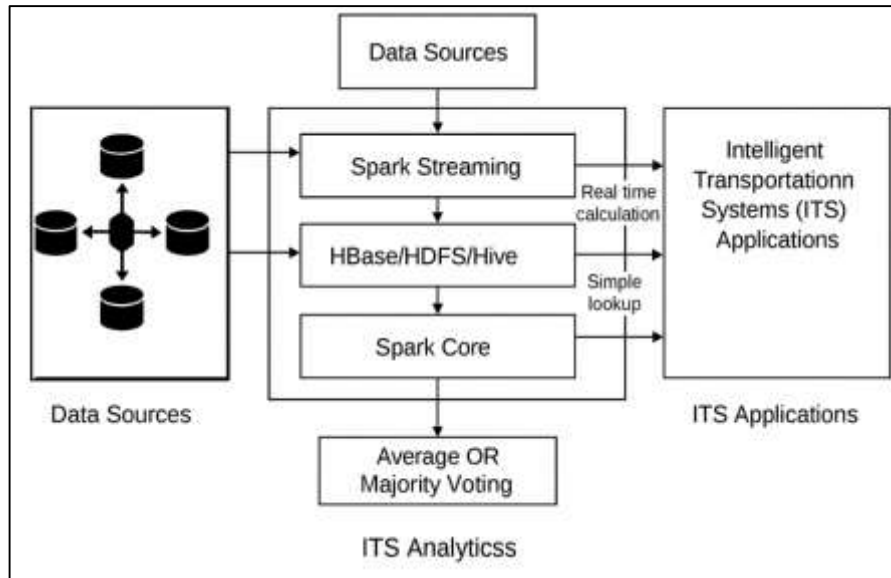 Data Sources
Spark Streaming
Real time
calculation
HBase/HDFS/Hive
Simple
lookup
Spark Core
Intelligent
Transportationn
Systems (ITS)
Applications
Data Sources
ITS Applications
Average OR
Majority Voting
ITS Analyticss